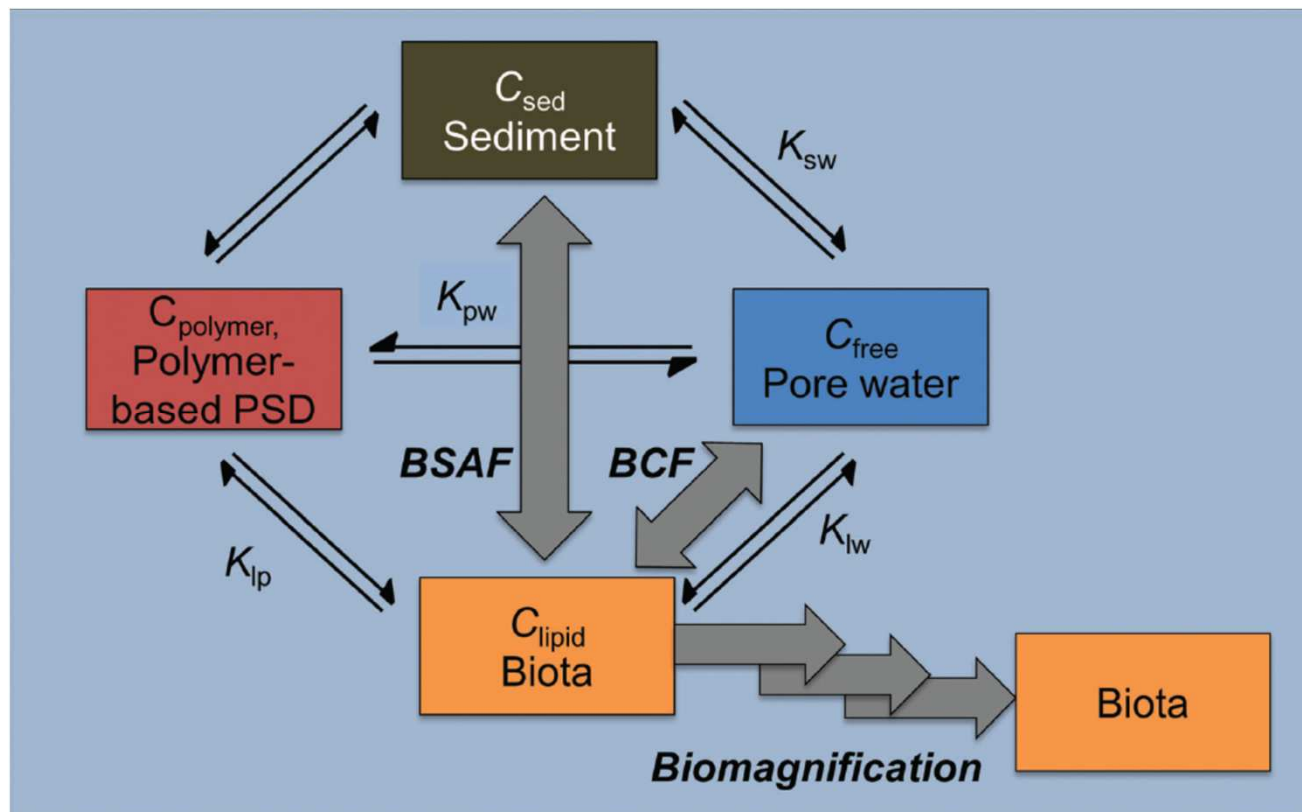 Csed
Sediment
Ksw
Kpw
Cpolymer,
Polymer-
based PSD
Cfree
Pore water
BSAF
BCF
Klp
Klw
Clipid
Biota
Biota
Biomagnification